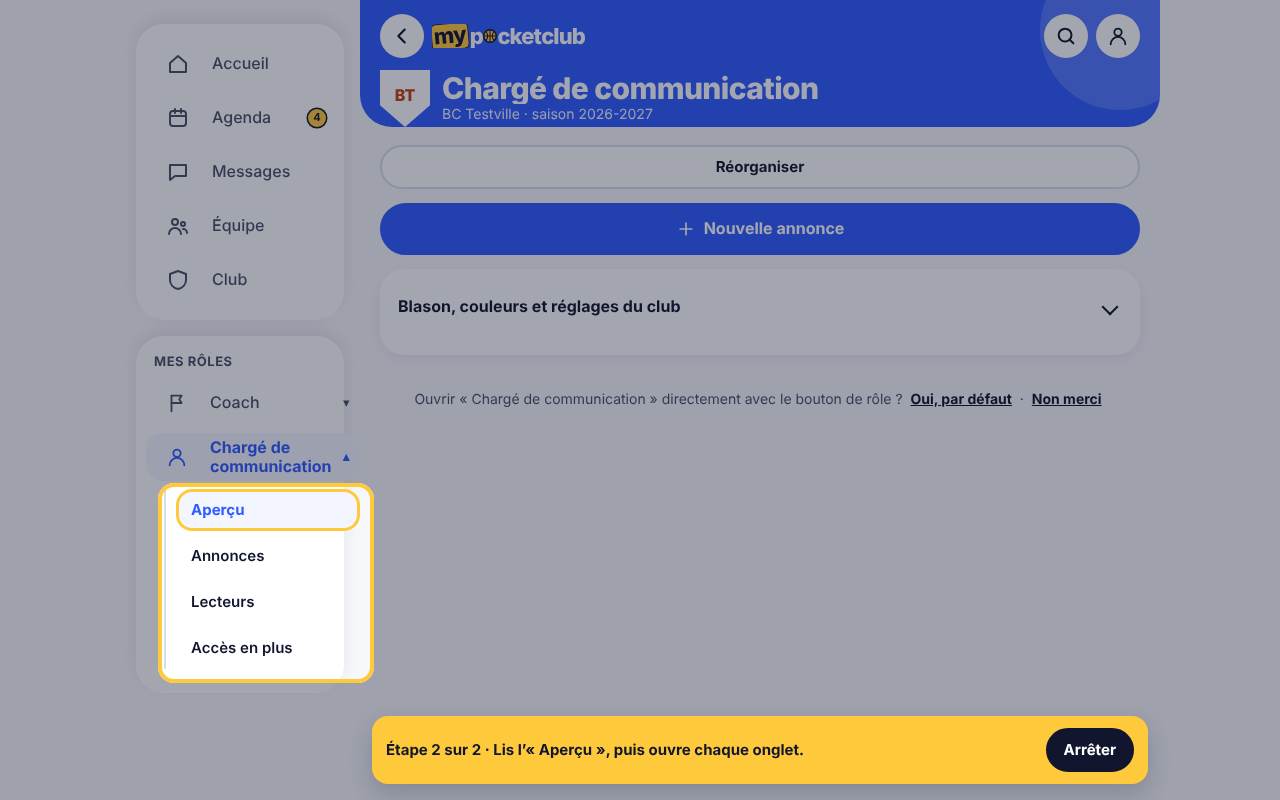 Accueil
Agenda
4
Messages
Équipe
Club
MES RÔLES
Coach
Chargé de
communication
Aperçu
Annonces
Lecteurs
Accès en plus
mypocketclub
BT
Chargé de communication
BC Testville · saison 2026-2027
Réorganiser
+ Nouvelle annonce
Blason, couleurs et réglages du club
Ouvrir « Chargé de communication » directement avec le bouton de rôle ? Oui, par défaut · Non merci
Étape 2 sur 2 · Lis l’« Aperçu », puis ouvre chaque onglet.
Arrêter